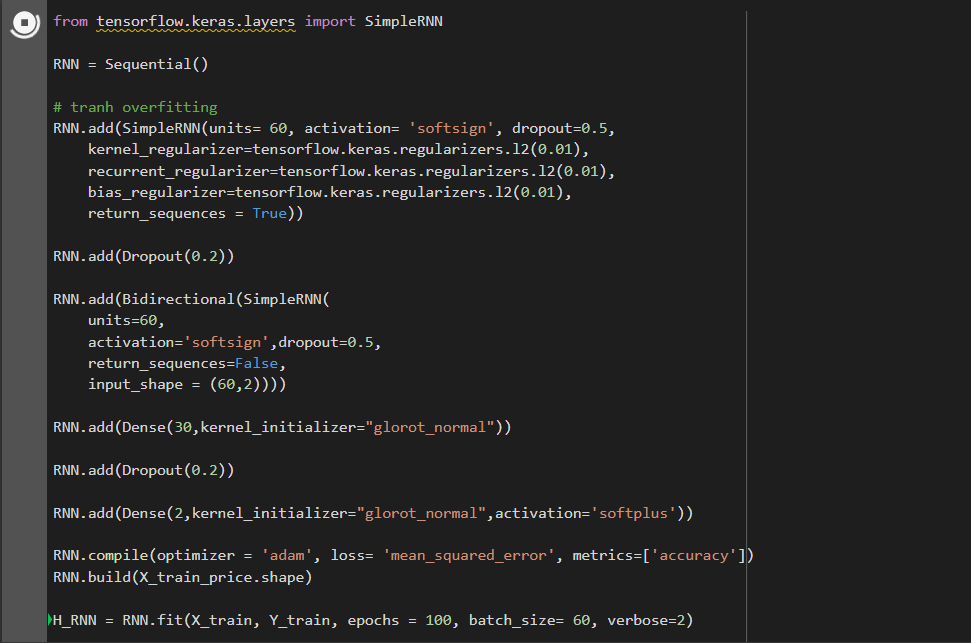 from tensorflow.keras.layers import SimpleRNN
RNN = Sequential()
# tranh overfitting
RNN.add(SimpleRNN(units= 60, activation= 'softsign', dropout=0.5,
kernel_regularizer=tensorflow.keras.regularizers.l2(0.01),
recurrent_regularizer=tensorflow.keras.regularizers.l2(0.01),
bias_regularizer=tensorflow.keras.regularizers.l2(0.01),
return_sequences = True))
RNN.add(Dropout(0.2))
RNN.add(Bidirectional(SimpleRNN(
units=60,
activation='softsign',dropout=0.5,
return_sequences=False,
input_shape = (60,2))))
RNN.add(Dense(30,kernel_initializer="glorot_normal"))
RNN.add(Dropout(0.2))
RNN.add(Dense(2,kernel_initializer="glorot_normal",activation='softplus'))
RNN.compile(optimizer = 'adam', loss= 'mean_squared_error', metrics=['accuracy'])
RNN.build(X_train_price.shape)
H_RNN = RNN.fit(X_train, Y_train, epochs = 100, batch_size= 60, verbose=2)